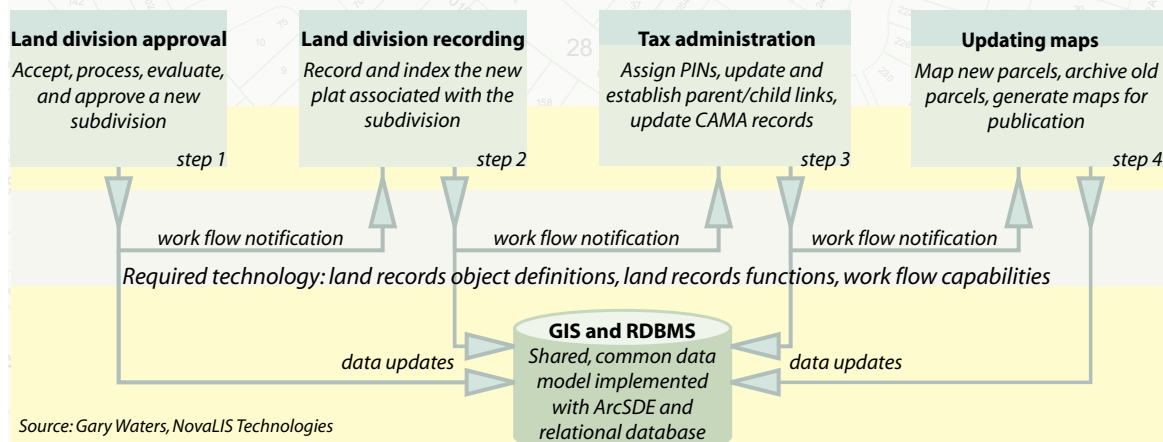 Land division approval
Accept, process, evaluate,
and approve a new
subdivision
step 1
Land division recording
Record and index the new
plat associated with the
subdivision
step 2
Tax administration
Assign PINs, update and
establish parent/child links,
update CAMA records
step 3
Updating maps
Map new parcels, archive old
parcels, generate maps for
publication
step 4
28
158
work flow notification
work flow notification
work flow notification
Required technology: land records object definitions, land records functions, work flow capabilities
GIS and RDBMS
Shared, common data
model implemented
with ArcSDE and
relational database
data updates
data updates
Source: Gary Waters, NovaLIS Technologies